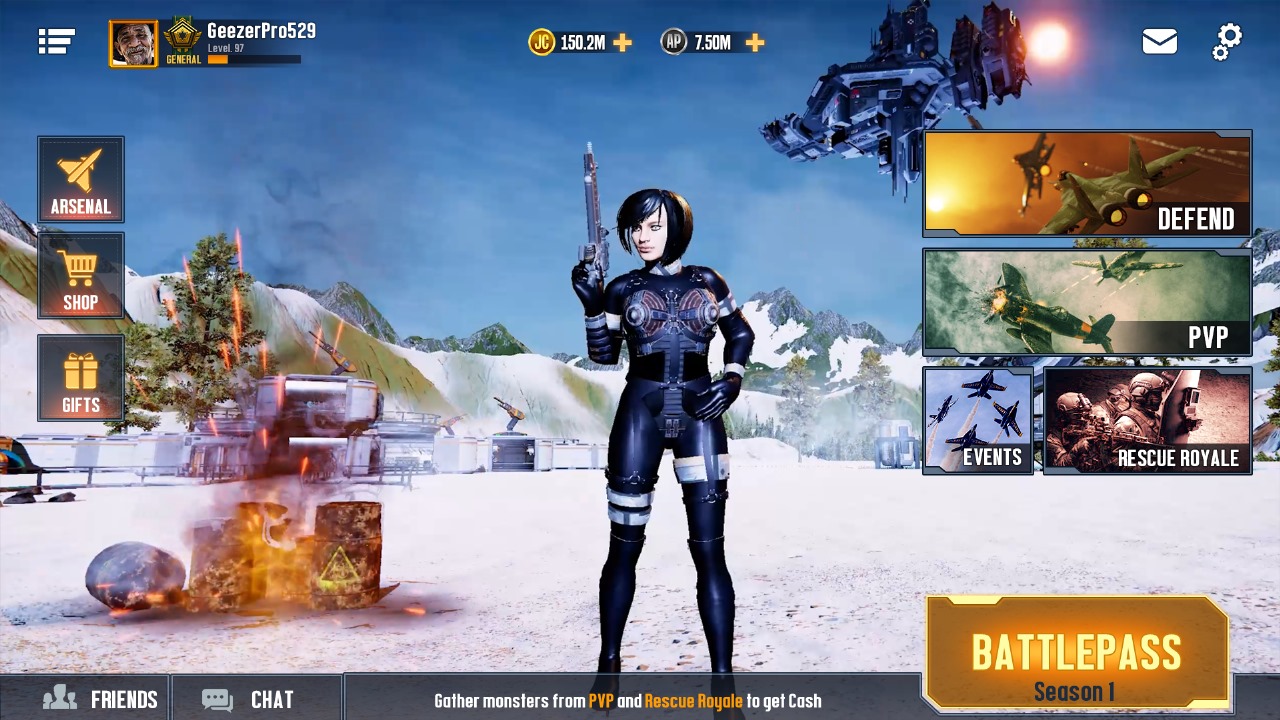 GeezerPro529
Level. 97
GENERAL
JC 150.2M
AP 7.50M
ARSENAL
SHOP
GIFTS
DEFEND
PVP
EVENTS
RESCUE ROYALE
BATTLEPASS
Season 1
FRIENDS
CHAT
Gather monsters from PVP and Rescue Royale to get Cash